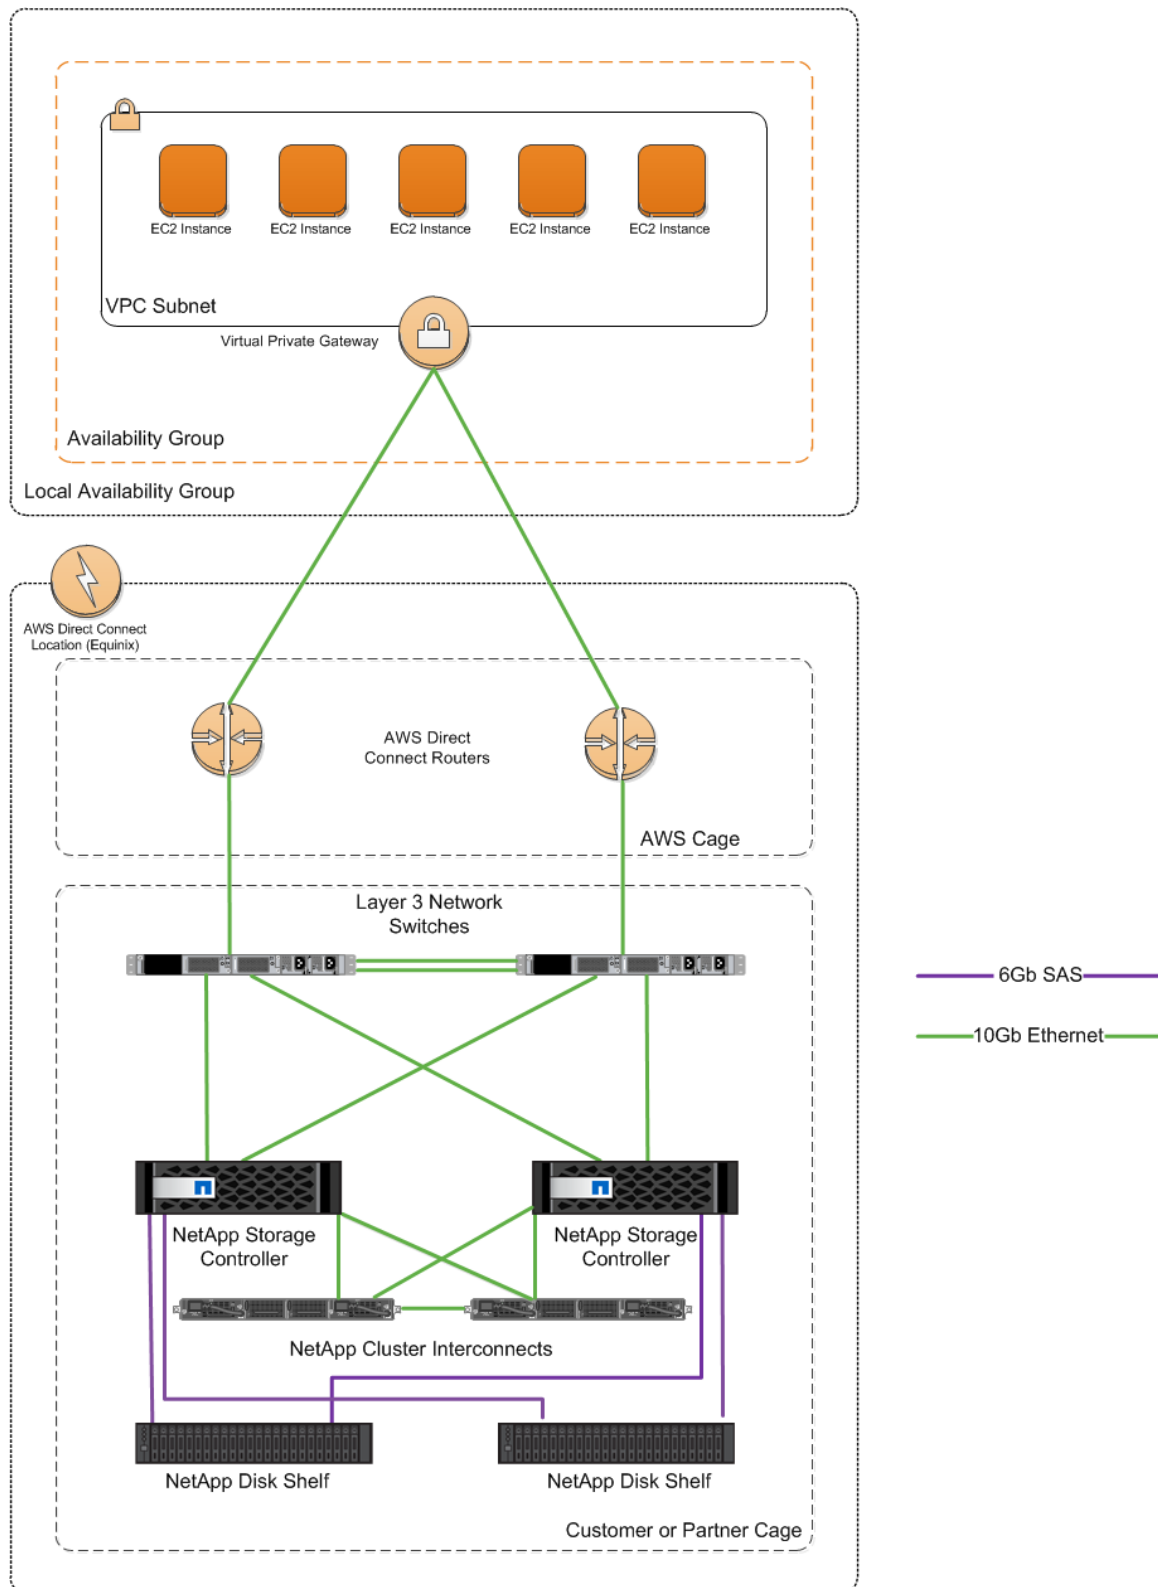 EC2 Instance
EC2 Instance
EC2 Instance
EC2 Instance
EC2 Instance
VPC Subnet
Virtual Private Gateway
Availability Group
Local Availability Group
AWS Direct Connect
Location (Equinix)
AWS Direct
Connect Routers
AWS Cage
Layer 3 Network
Switches
6Gb SAS
10Gb Ethernet
NetApp Storage
Controller
NetApp Storage
Controller
NetApp Cluster Interconnects
NetApp Disk Shelf
NetApp Disk Shelf
Customer or Partner Cage